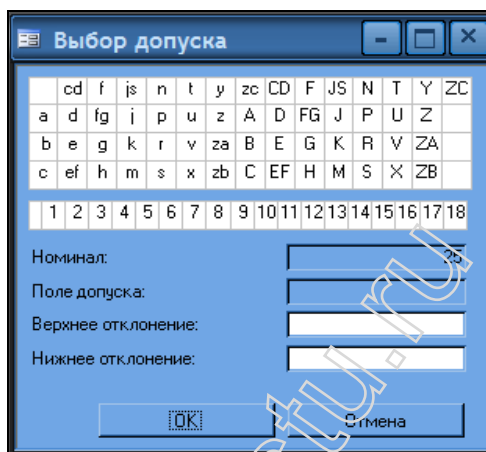 Выбор допуска
cd f js n t y zc CD F JS N T Y ZC
a d fg j p u z A D FG J P U Z
b e g k r v za B E G K R V ZA
c ef h m s x zb C EF H M S X ZB
1 2 3 4 5 6 7 8 9 10 11 12 13 14 15 16 17 18
Номинал: 25
Поле допуска:
Верхнее отклонение:
Нижнее отклонение:
OK Отмена
stu.ru